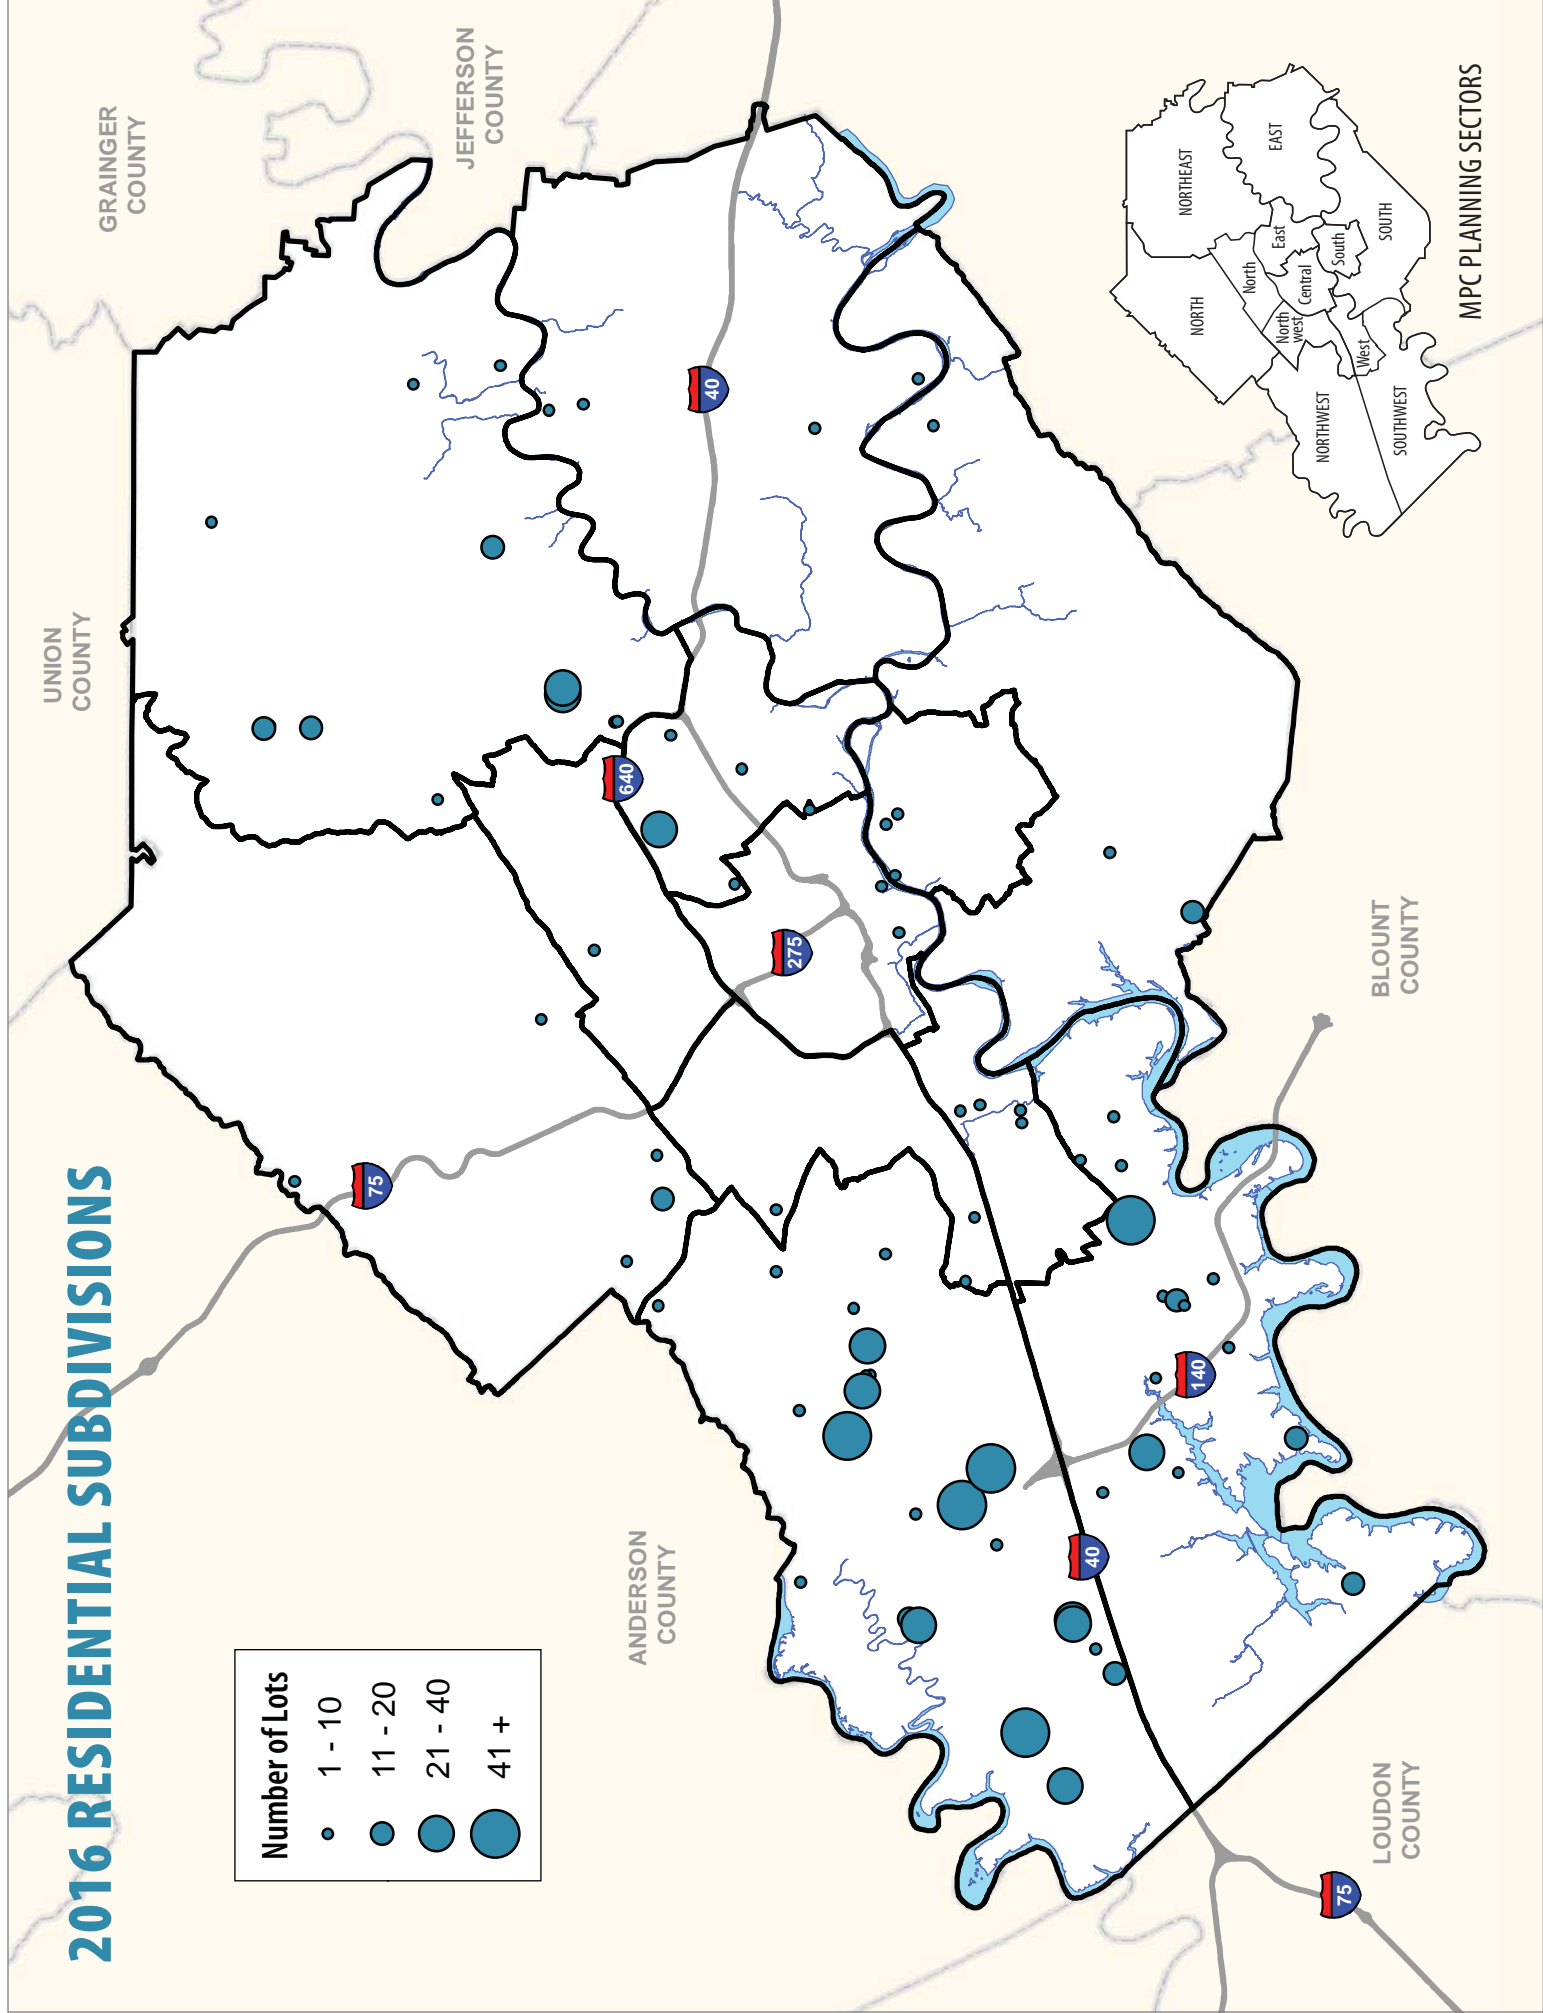 2016 RESIDENTIAL SUBDIVISIONS
Number of Lots
1 - 10
11 - 20
21 - 40
41 +
ANDERSON
COUNTY
UNION
COUNTY
GRAINGER
COUNTY
JEFFERSON
COUNTY
BLOUNT
COUNTY
LOUDON
COUNTY
75
640
275
40
140
40
75
NORTHEAST
NORTH
EAST
East
North
Central
South
SOUTH
North
west
West
NORTHWEST
SOUTHWEST
MPC PLANNING SECTORS